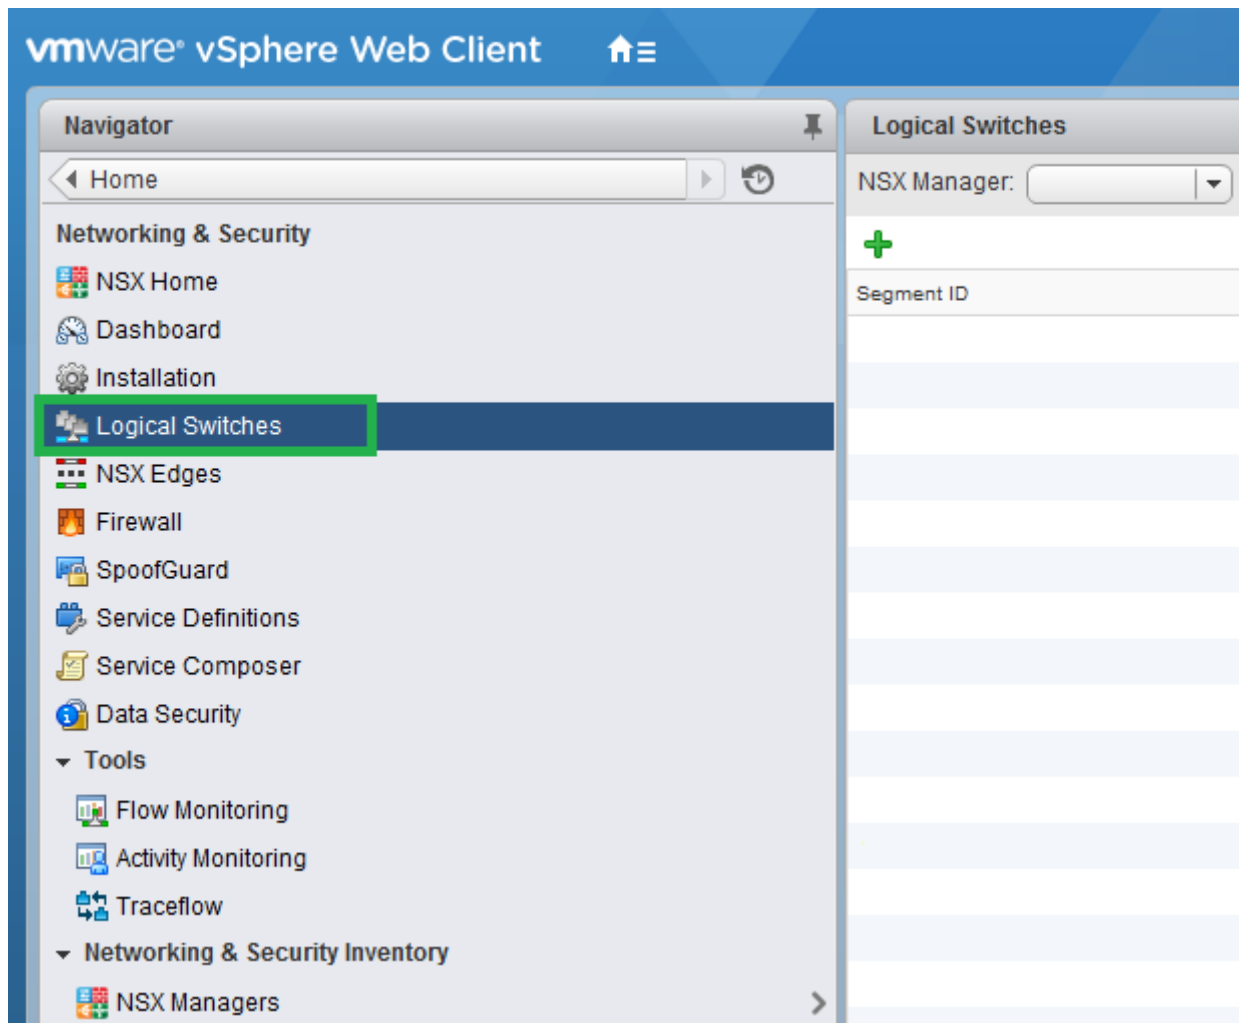 vmware® vSphere Web Client
Navigator
Home
Networking & Security
NSX Home
Dashboard
Installation
Logical Switches
NSX Edges
Firewall
SpoofGuard
Service Definitions
Service Composer
Data Security
Tools
Flow Monitoring
Activity Monitoring
Traceflow
Networking & Security Inventory
NSX Managers
Logical Switches
NSX Manager:
Segment ID